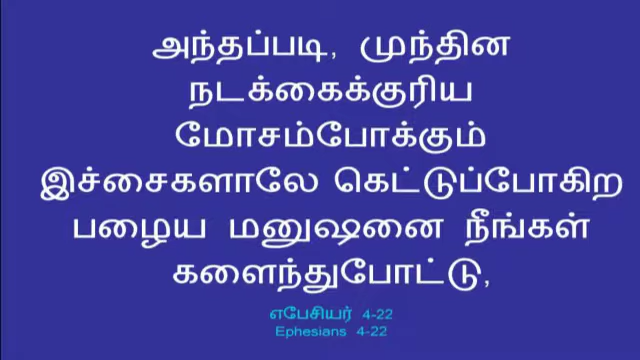 அந்தப்படி, முந்தின
நடக்கைக்குரிய
மோசம்போக்கும்
இச்சைகளாலே கெட்டுப்போகிற
பழைய மனுஷனை நீங்கள்
களைந்துபோட்டு,
எபேசியர் 4-22
Ephesians 4-22